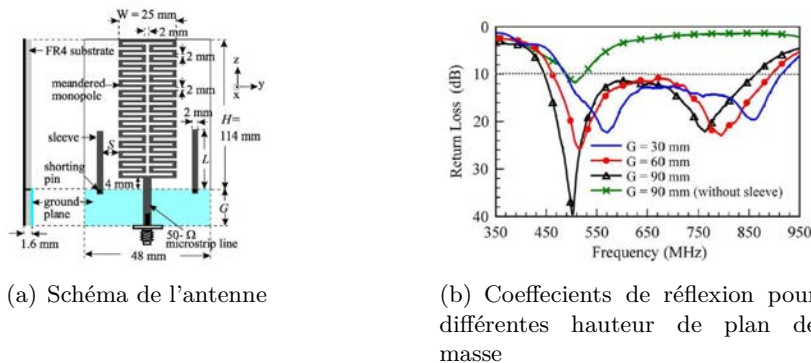 W = 25 mm
2 mm
FR4 substrate
2 mm
z
meandered
monopole
y
x
2 mm
2 mm
H=
114 mm
sleeve
S
L
shorting
pin
4 mm
ground
plane
G
50- Ω
microstrip line
1.6 mm
48 mm
(a) Schéma de l'antenne
0
10
20
30
40
Return Loss (dB)
G = 30 mm
G = 60 mm
G = 90 mm
G = 90 mm (without sleeve)
350 450 550 650 750 850 950
Frequency (MHz)
(b) Coeffecients de réflexion pour
différentes hauteur de plan de
masse